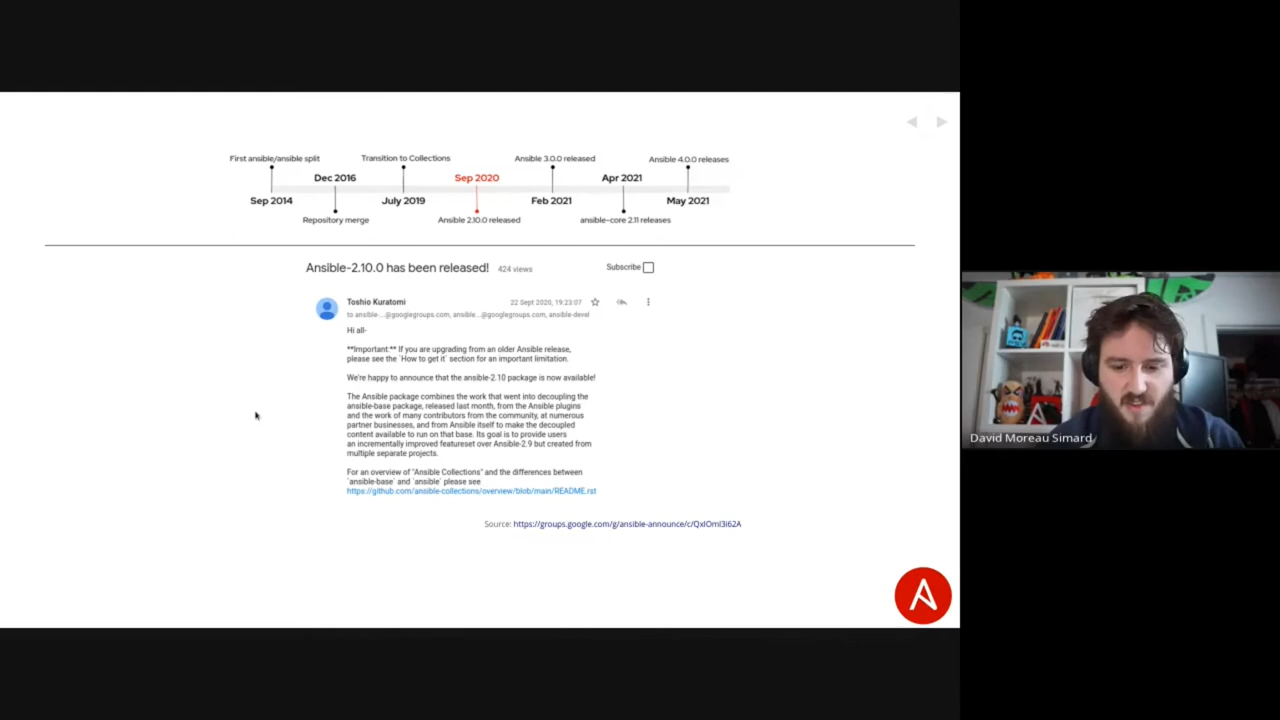 First ansible/ansible split
Transition to Collections
Ansible 3.0.0 released
Ansible 4.0.0 releases
Dec 2016
Sep 2020
Apr 2021
Sep 2014
July 2019
Feb 2021
May 2021
Repository merge
Ansible 2.10.0 released
ansible-core 2.11 releases
Ansible-2.10.0 has been released!
424 views
Subscribe
Toshio Kuratomi
22 Sept 2020, 19:23:07
to ansible-...@googlegroups.com, ansible...@googlegroups.com, ansible-devel
Hi all-
**Important:** If you are upgrading from an older Ansible release,
please see the `How to get it` section for an important limitation.
We're happy to announce that the ansible-2.10 package is now available!
The Ansible package combines the work that went into decoupling the
ansible-base package, released last month, from the Ansible plugins
and the work of many contributors from the community, at numerous
partner businesses, and from Ansible itself to make the decoupled
content available to run on that base. Its goal is to provide users
an incrementally improved featureset over Ansible-2.9 but created from
multiple separate projects.
For an overview of "Ansible Collections" and the differences between
`ansible-base` and `ansible` please see
https://github.com/ansible-collections/overview/blob/main/README.rst
Source: https://groups.google.com/g/ansible-announce/c/QxlOmI3i62A
David Moreau Simard